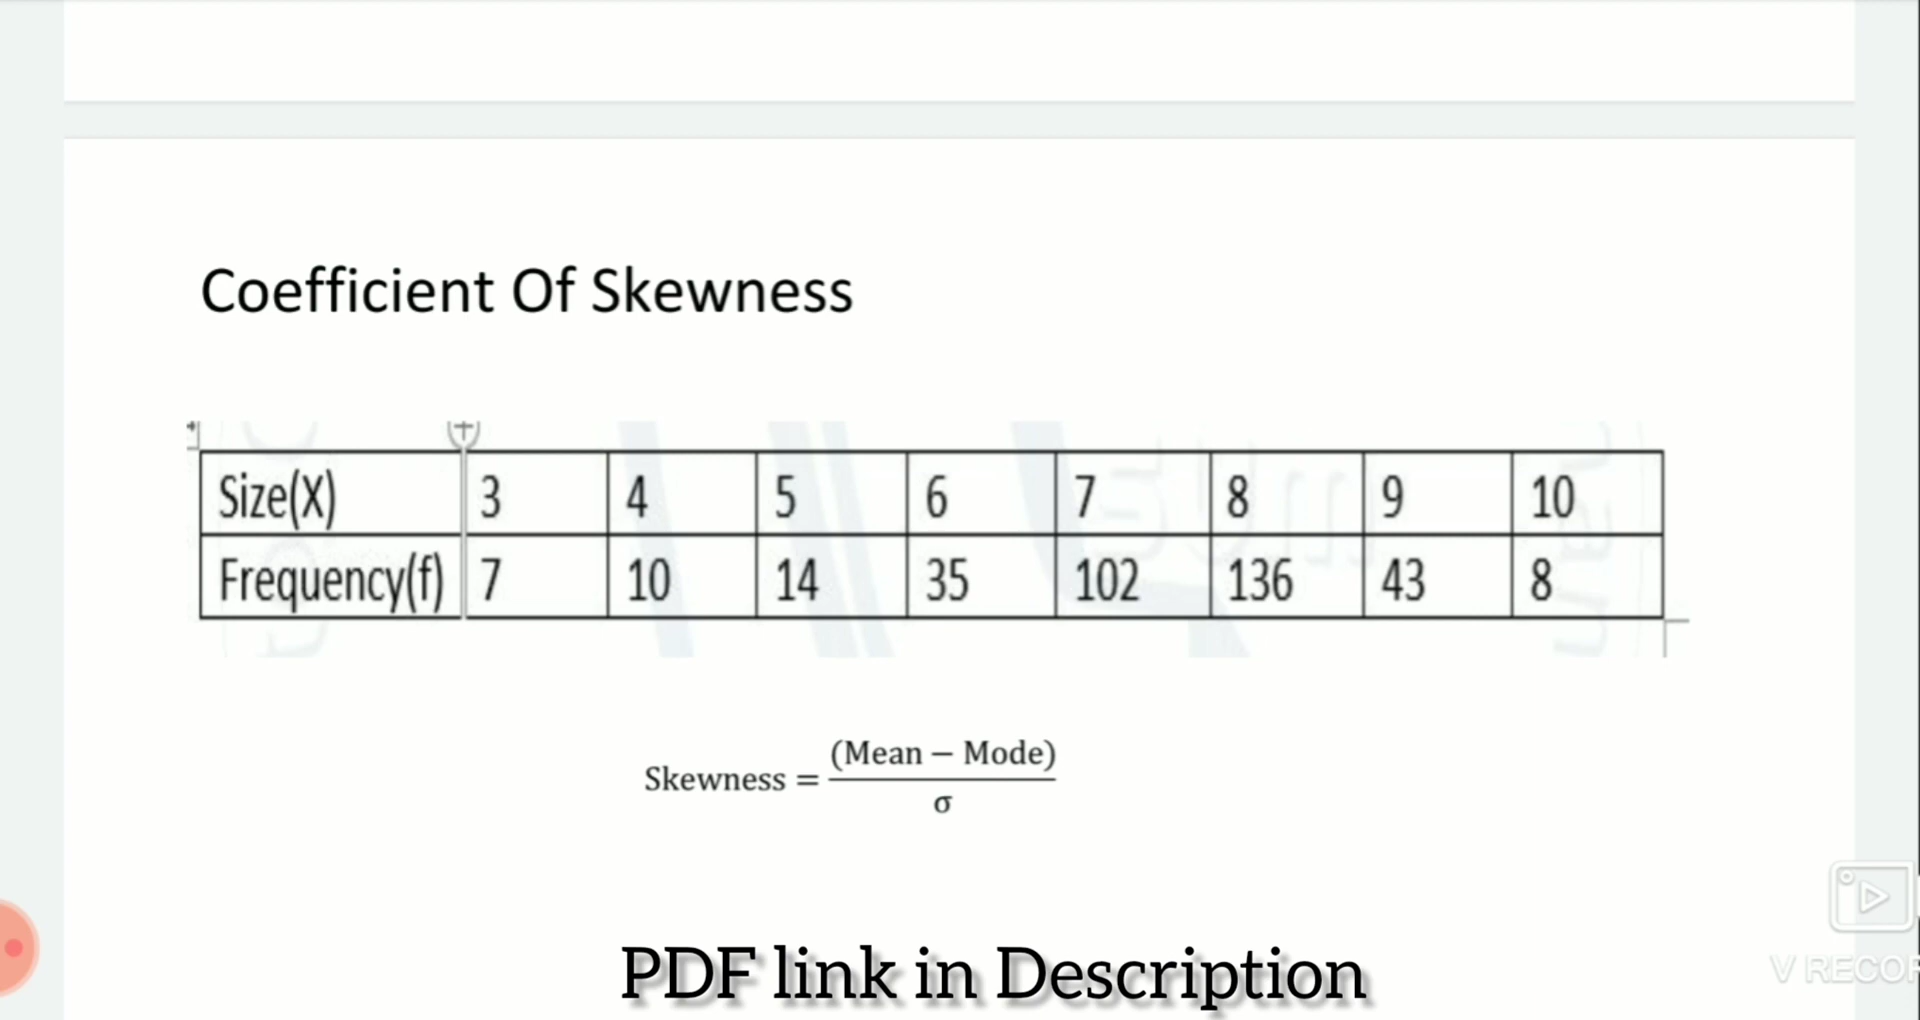 Coefficient Of Skewness
Size(X) 3 4 5 6 7 8 9 10
Frequency(f) 7 10 14 35 102 136 43 8
Skewness = (Mean − Mode)
σ
PDF link in Description
V RECOR